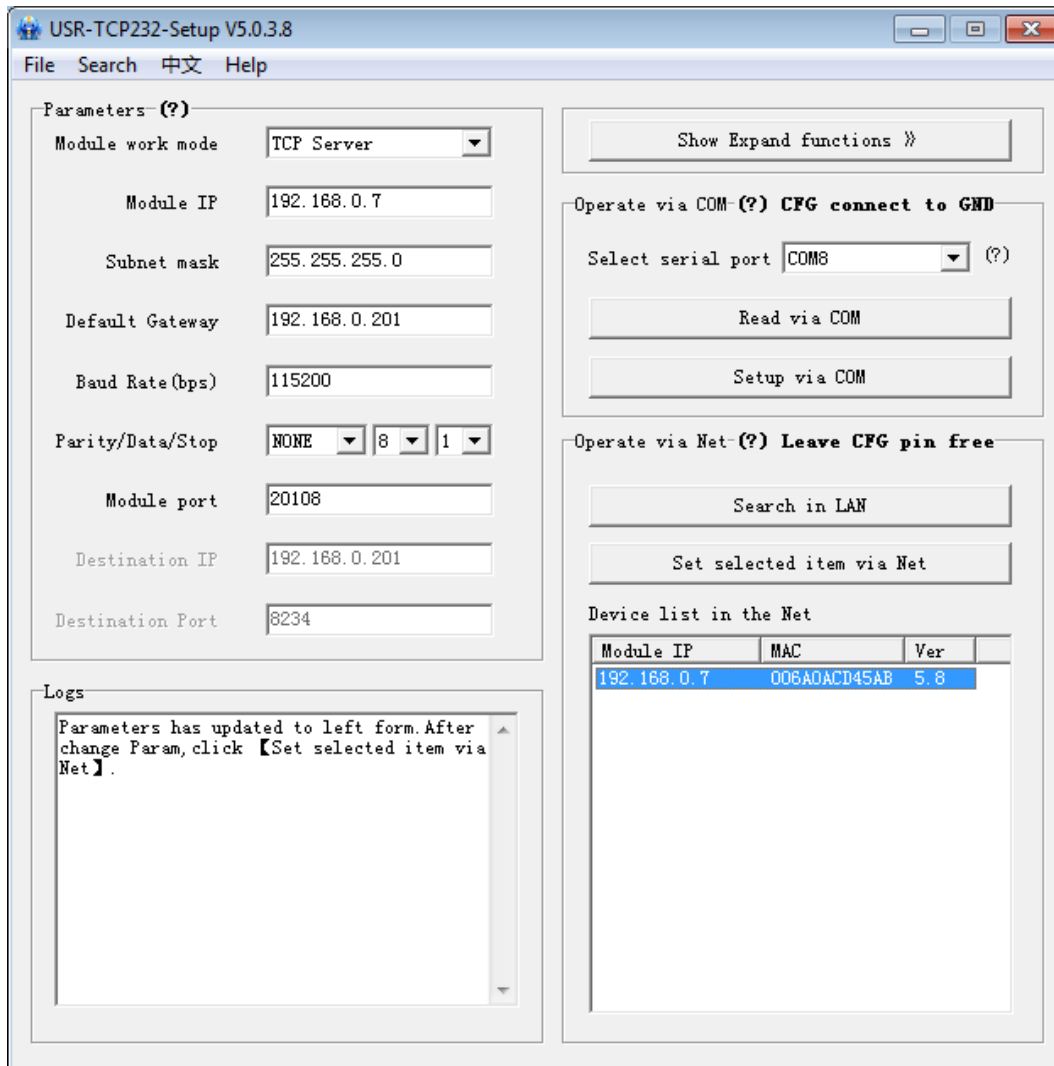 USR-TCP232-Setup V5.0.3.8
File Search 中文 Help
Parameters (?)
Module work mode TCP Server
Module IP 192.168.0.7
Subnet mask 255.255.255.0
Default Gateway 192.168.0.201
Baud Rate(bps) 115200
Parity/Data/Stop NONE 8 1
Module port 20108
Destination IP 192.168.0.201
Destination Port 8234
Logs
Parameters has updated to left form.After
change Param,click 【Set selected item via
Net】.
Show Expand functions 》
Operate via COM-(?) CFG connect to GND
Select serial port COM8 (?)
Read via COM
Setup via COM
Operate via Net-(?) Leave CFG pin free
Search in LAN
Set selected item via Net
Device list in the Net
Module IP MAC Ver
192.168.0.7 006A0ACD45AB 5.8